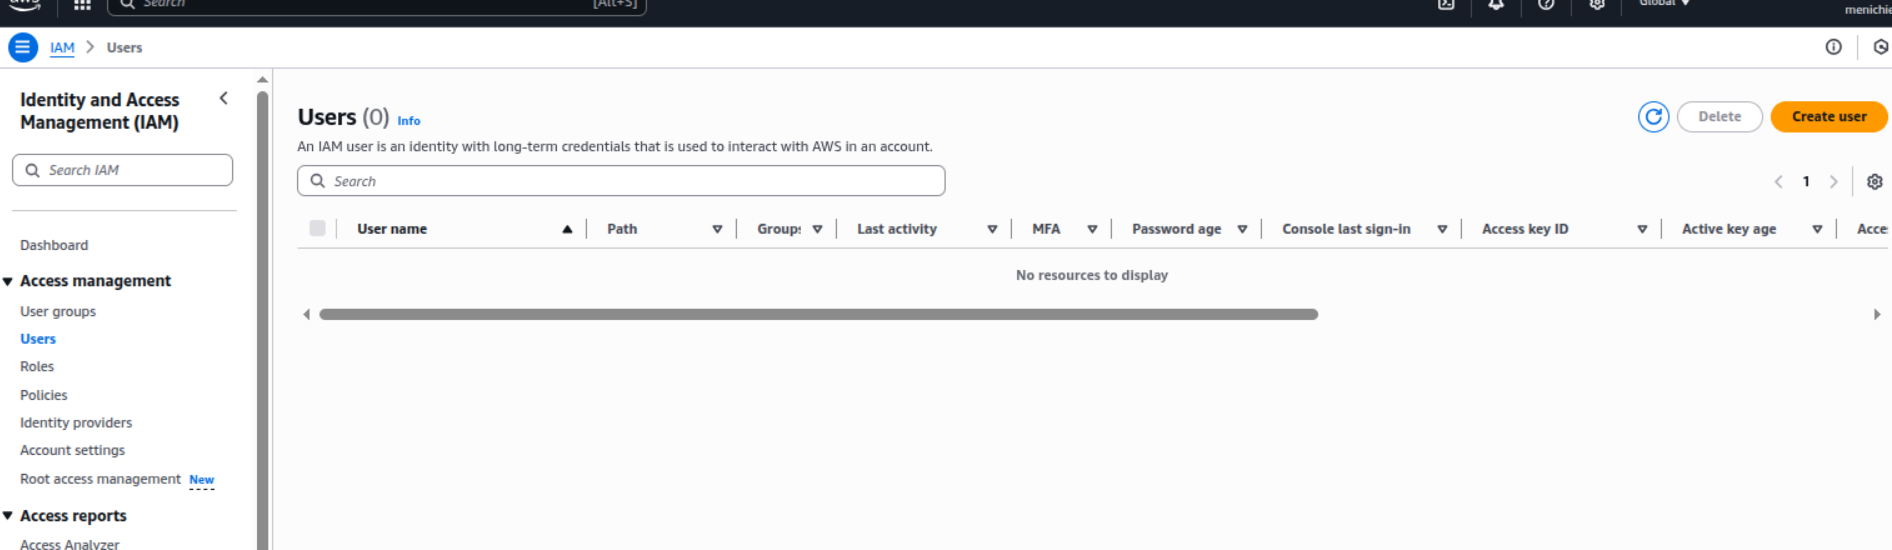 aws
Search [Alt+S] Global
menichie
IAM > Users
Identity and Access
Management (IAM)
Search IAM
Dashboard
Access management
User groups
Users
Roles
Policies
Identity providers
Account settings
Root access management New
Access reports
Access Analyzer
Users (0) Info
Delete
Create user
An IAM user is an identity with long-term credentials that is used to interact with AWS in an account.
Search
1
User name Path Groups Last activity MFA Password age Console last sign-in Access key ID Active key age Acce
No resources to display